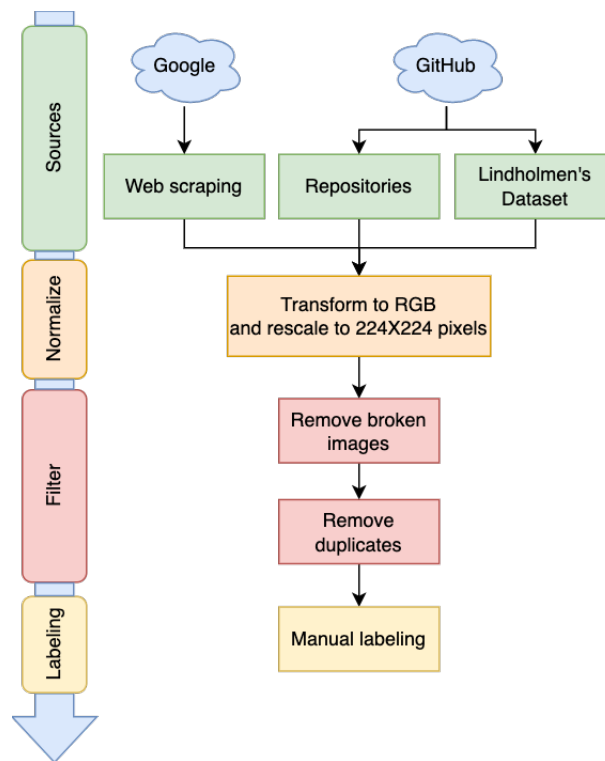 Google
GitHub
Sources
Web scraping
Repositories
Lindholmen's
Dataset
Normalize
Transform to RGB
and rescale to 224X224 pixels
Filter
Remove broken
images
Remove
duplicates
Labeling
Manual labeling